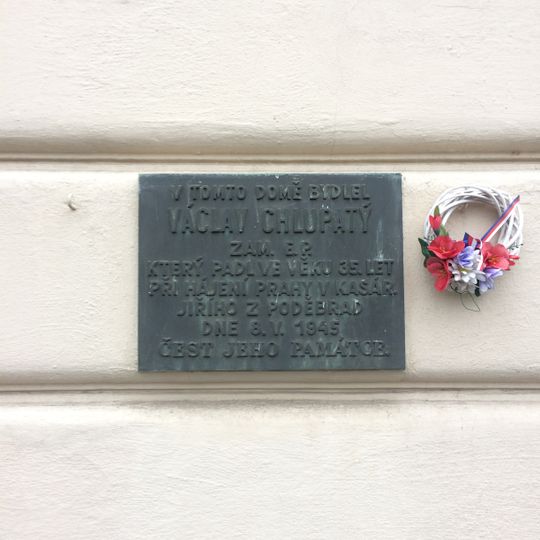 V TOMTO DOMĚ BYDLEL
VÁCLAV CHLUPATÝ
ZAM. E.P.
KTERÝ PADL VE VĚKU 35. LET
PŘI HÁJENÍ PRAHY V KASÁR.
JIŘÍHO Z PODĚBRAD
DNE 8. V. 1945.
ČEST JEHO PAMÁTCE.